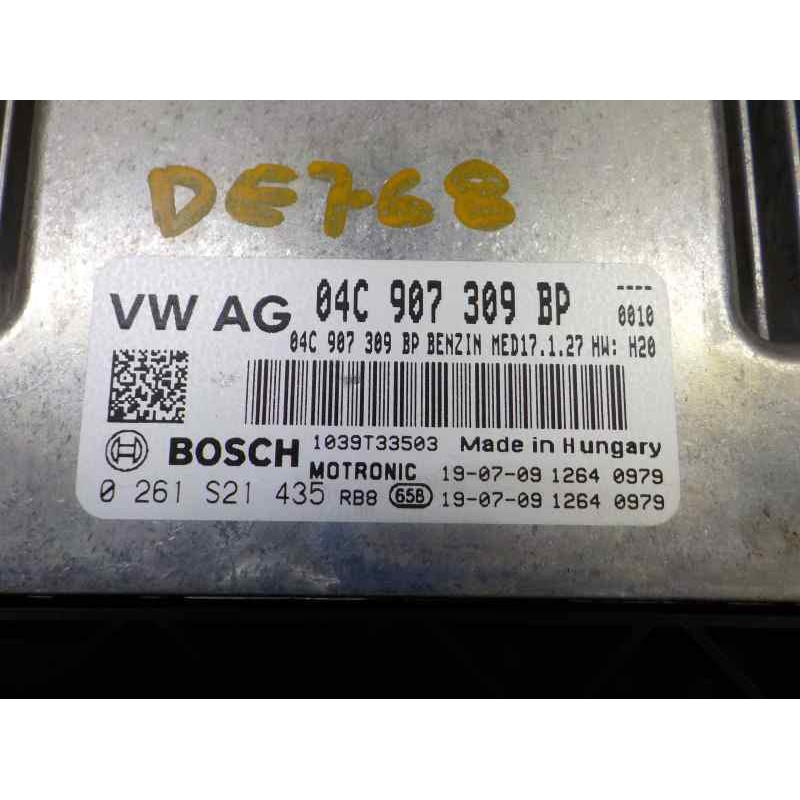 DE768
VW AG 04C 907 309 BP ----
0010
04C 907 309 BP BENZIN MED17.1.27 HW: H20
BOSCH 1039T33503 Made in Hungary
MOTRONIC 19-07-09 1264 0979
0 261 S21 435 RB8 65B 19-07-09 1264 0979